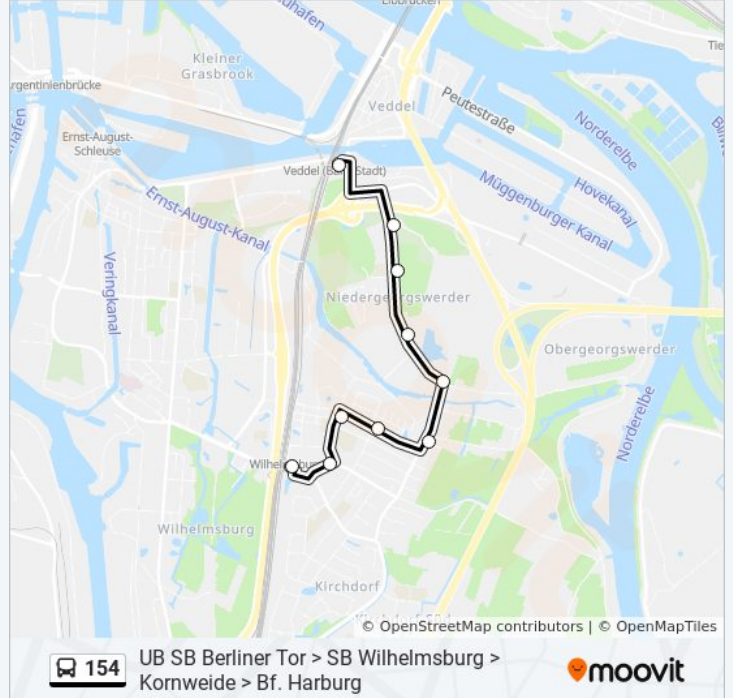 Elbbrücken
Kleiner
Grasbrook
Tie
rgentinienbrücke
Veddel
Peutestraße
Ernst-August-
Schleuse
Norderelbe
Veddel (B
Stadt)
Ernst-August-Kanal
Hovekanal
Müggenburger Kanal
Veringkanal
Niedergeorgswerder
Obergeorgswerder
Norderelbe
Wilhelmsburg
Wilhelmsburg
Kirchdorf
© OpenStreetMap contributors | © OpenMapTiles
154
UB SB Berliner Tor > SB Wilhelmsburg >
Kornweide > Bf. Harburg
moovit